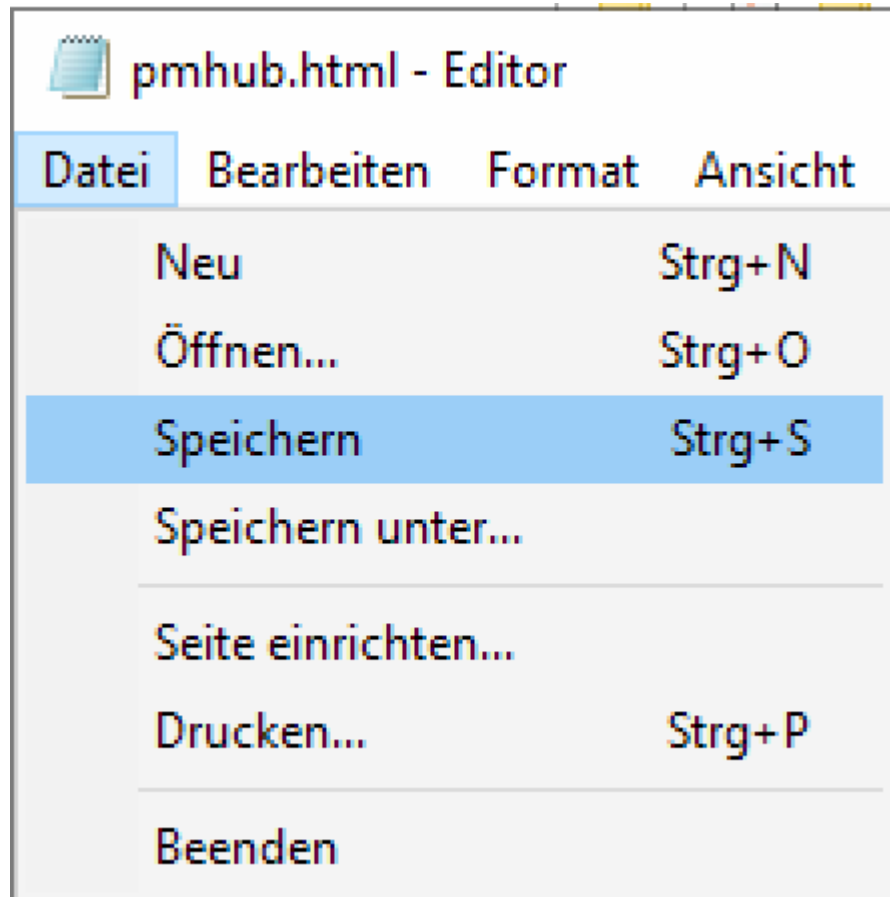 pmhub.html - Editor
Datei Bearbeiten Format Ansicht
Neu Strg+N
Öffnen... Strg+O
Speichern Strg+S
Speichern unter...
Seite einrichten...
Drucken... Strg+P
Beenden